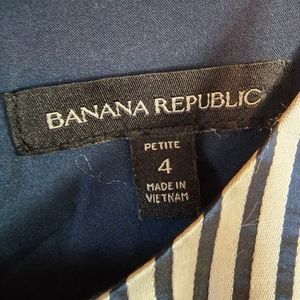 BANANA REPUBLIC
PETITE
4
MADE IN
VIETNAM